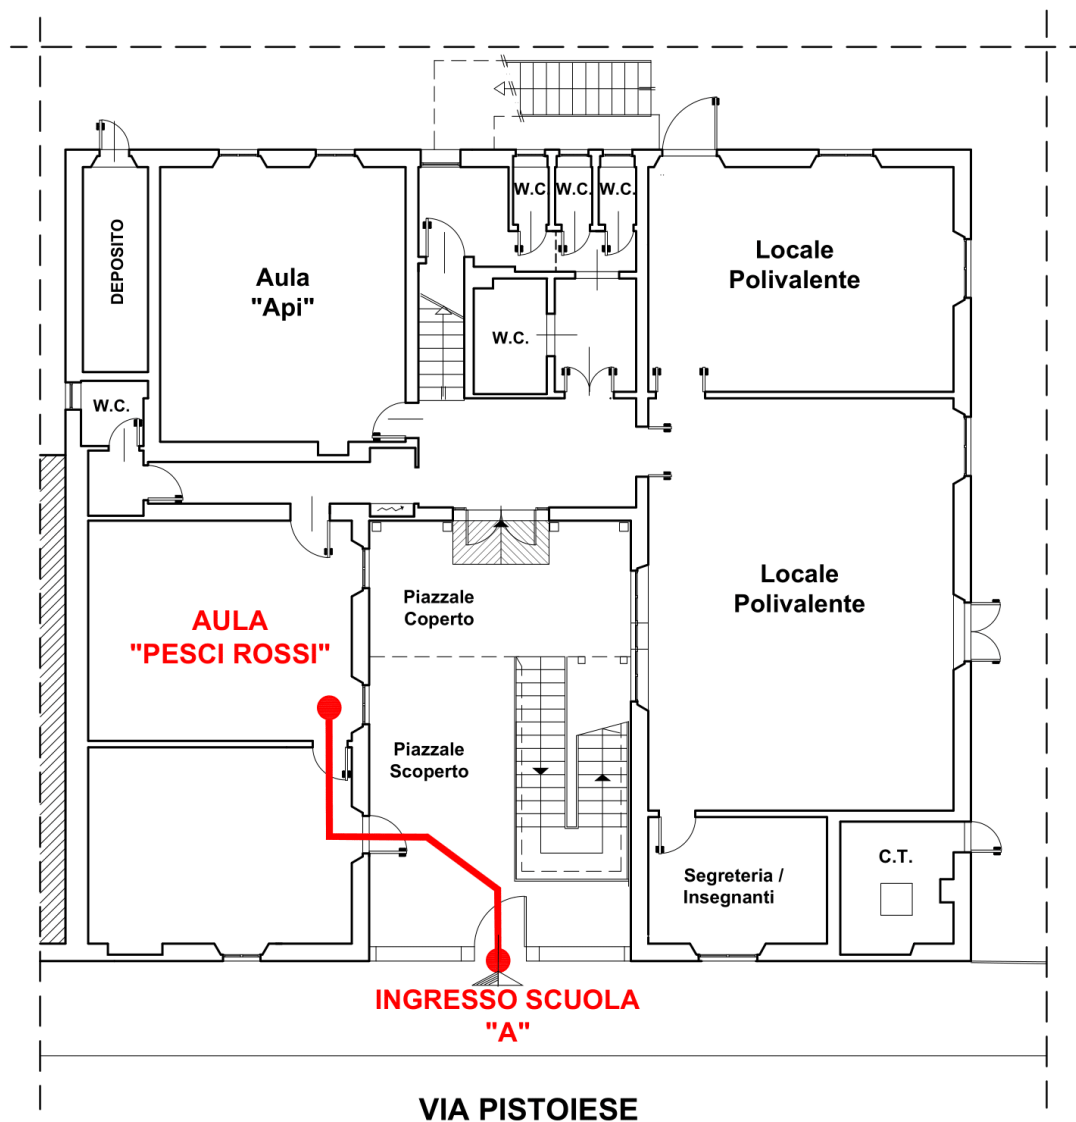 W.C.
W.C.
W.C.
DEPOSITO
Aula
"Api"
Locale
Polivalente
W.C.
W.C.
Locale
Polivalente
Piazzale
Coperto
AULA
"PESCI ROSSI"
Piazzale
Scoperto
Segreteria /
Insegnanti
C.T.
INGRESSO SCUOLA
"A"
VIA PISTOIESE